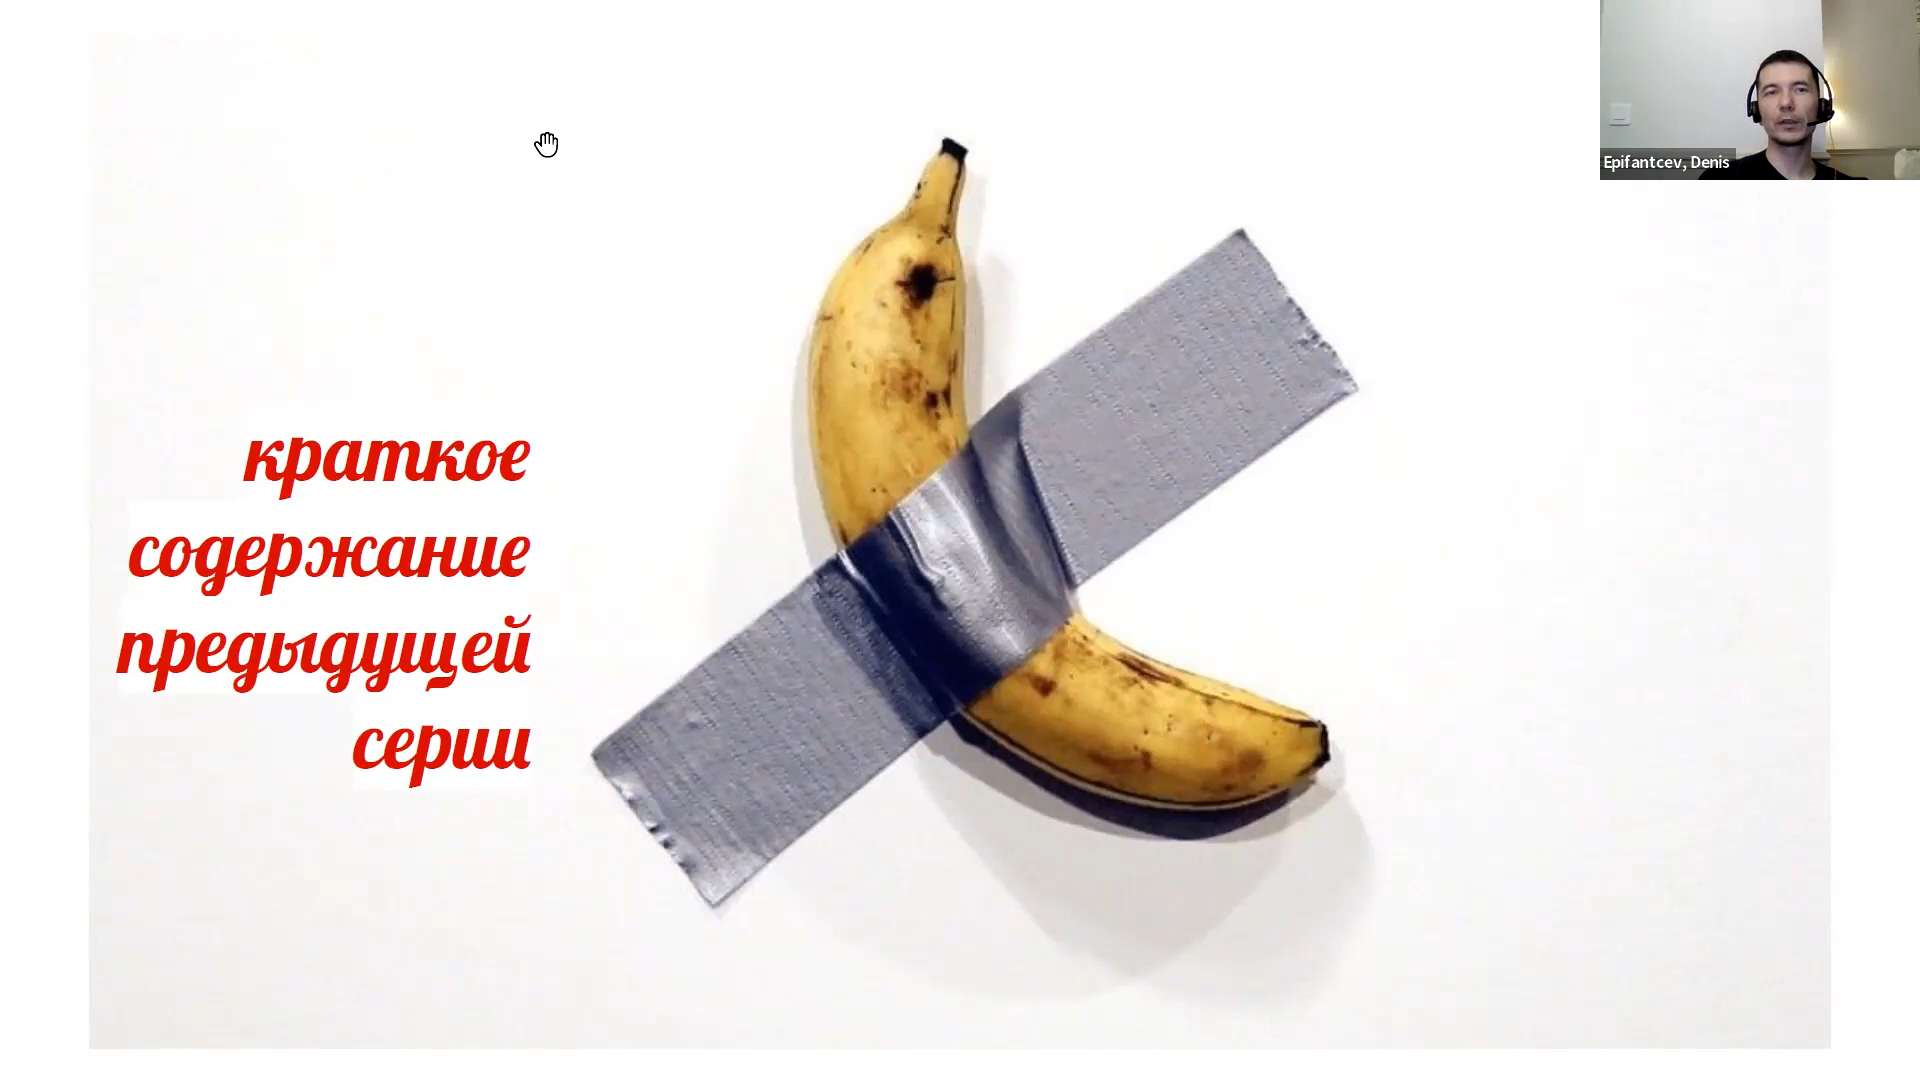 краткое
содержание
предыдущей
серии
Epifantcev, Denis